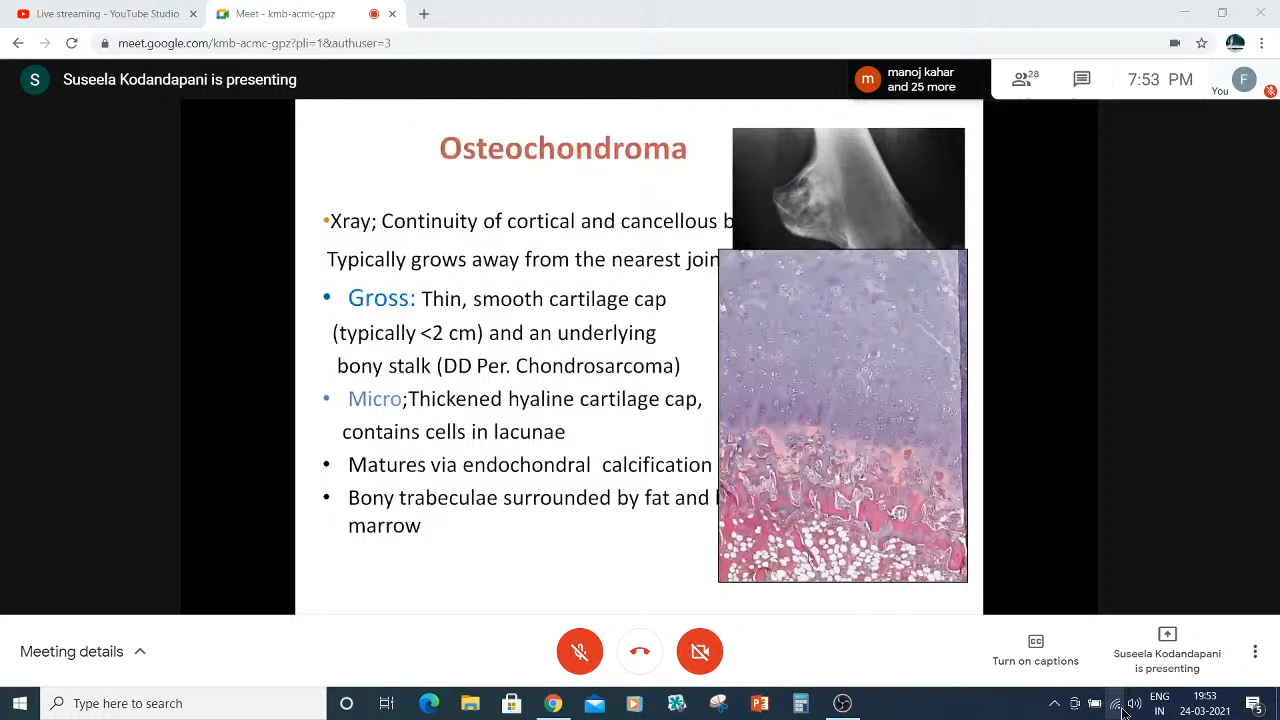 Live streaming - YouTube Studio
Meet - kmb-acmc-gpz
meet.google.com/kmb-acmc-gpz?pli=1&authuser=3
S
Suseela Kodandapani is presenting
m
manoj kahar
and 25 more
28
7:53 PM
You
F
Osteochondroma
•Xray; Continuity of cortical and cancellous b
Typically grows away from the nearest join
• Gross: Thin, smooth cartilage cap
(typically <2 cm) and an underlying
bony stalk (DD Per. Chondrosarcoma)
• Micro;Thickened hyaline cartilage cap,
contains cells in lacunae
• Matures via endochondral calcification
• Bony trabeculae surrounded by fat and
marrow
Meeting details
CC
Turn on captions
Suseela Kodandapani
is presenting
Type here to search
ENG
IN
19:53
24-03-2021
5